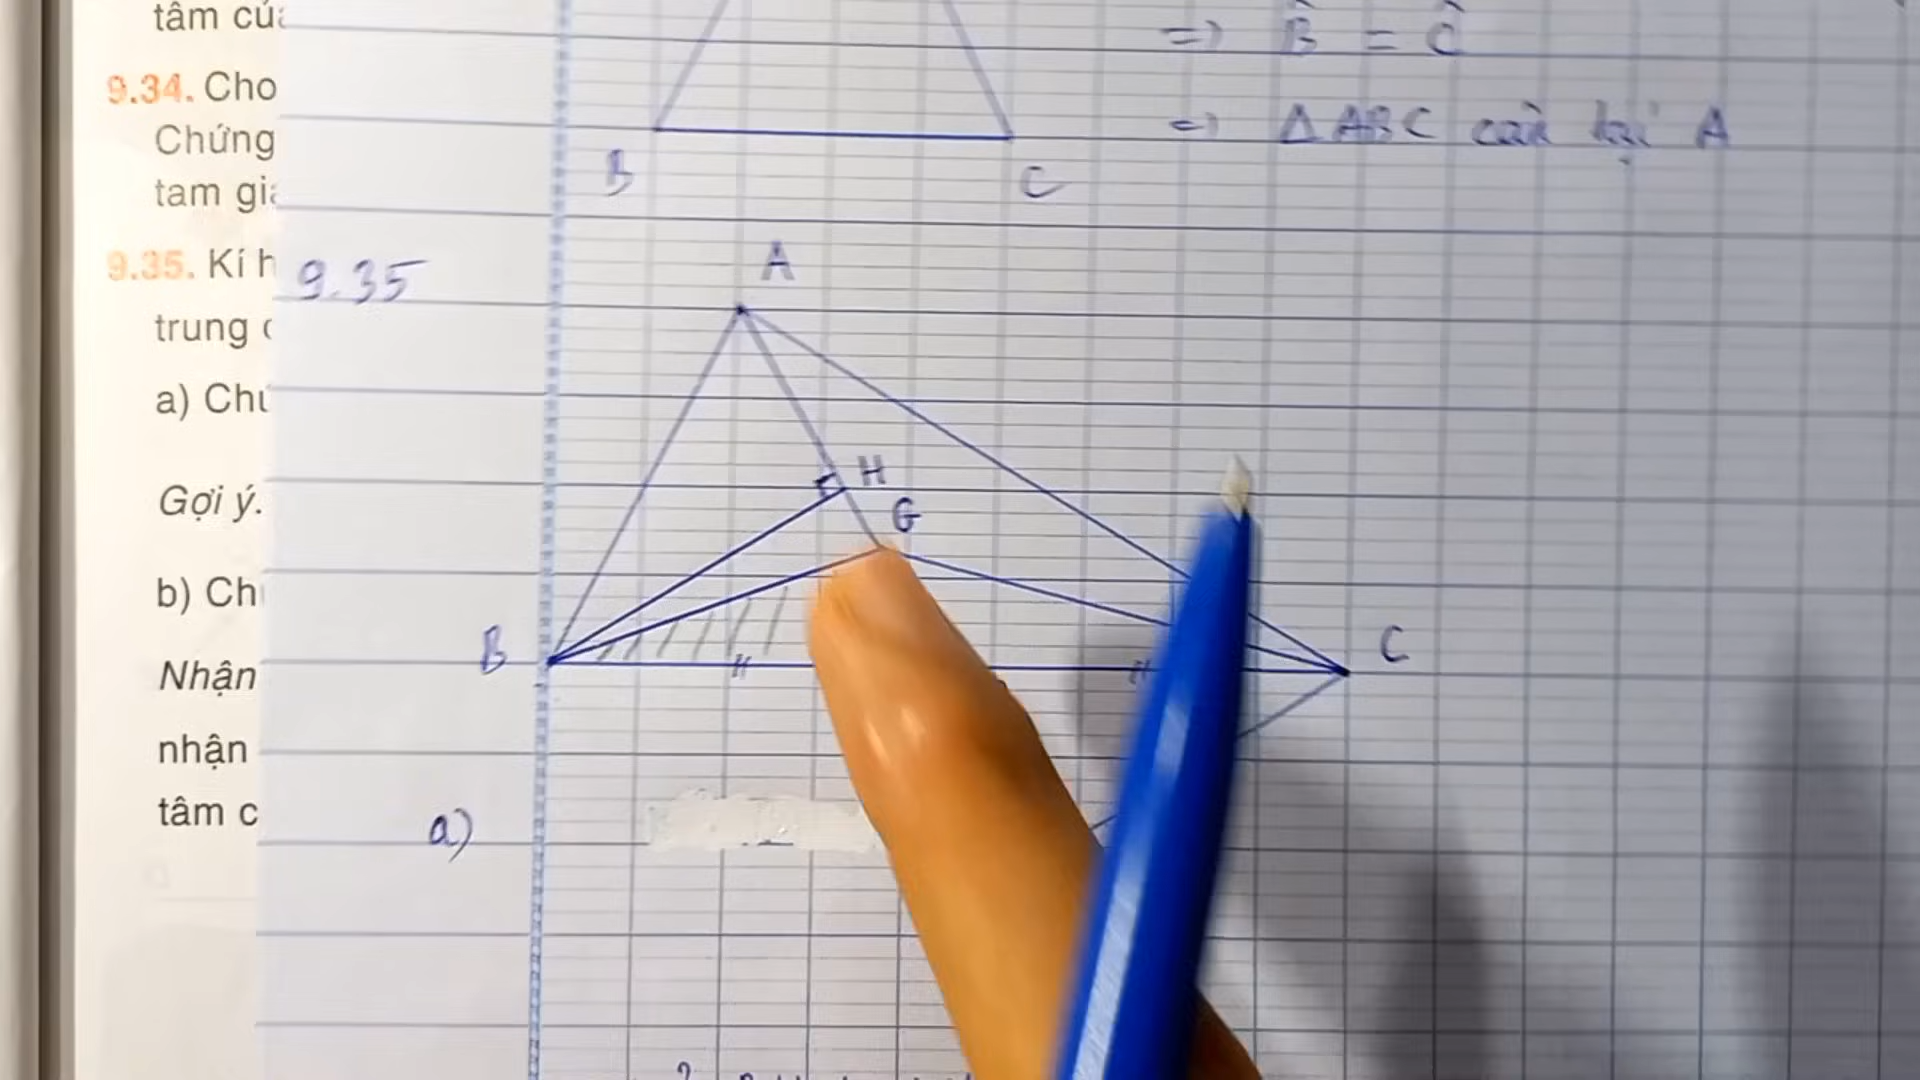 tâm củ
9.34. Cho
Chứng
tam gi
9.35. Kí h
trung
a) Ch
Gợi ý.
b) Ch
Nhận
nhận
tâm c
=> B̂ = Ĉ
=> ΔABC cân tại A
B C
9.35
A
H
G
B C
a)